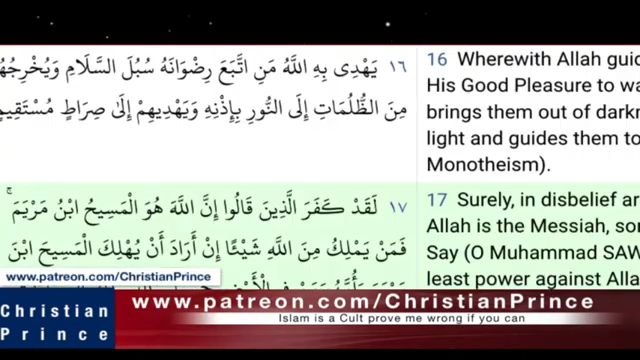 ١٦ يَهْدِى بِهِ اللَّهُ مَنِ اتَّبَعَ رِضْوَانَهُ سُبُلَ السَّلَامِ وَيُخْرِجُهُ
مِنَ الظُّلُمَاتِ إِلَى النُّورِ بِإِذْنِهِ وَيَهْدِيهِمْ إِلَىٰ صِرَاطٍ مُسْتَقِيمٍ
16 Wherewith Allah guid
His Good Pleasure to wa
brings them out of darkn
light and guides them to
Monotheism).
١٧ لَقَدْ كَفَرَ الَّذِينَ قَالُوا إِنَّ اللَّهَ هُوَ الْمَسِيحُ ابْنُ مَرْيَمَ ۚ
فَمَنْ يَمْلِكُ مِنَ اللَّهِ شَيْئًا إِنْ أَرَادَ أَنْ يُهْلِكَ الْمَسِيحَ ابْنَ
17 Surely, in disbelief ar
Allah is the Messiah, son
Say (O Muhammad SAW
least power against Alla
www.patreon.com/ChristianPrince
www.patreon.com/ChristianPrince
Islam is a Cult prove me wrong if you can
Christian
Prince